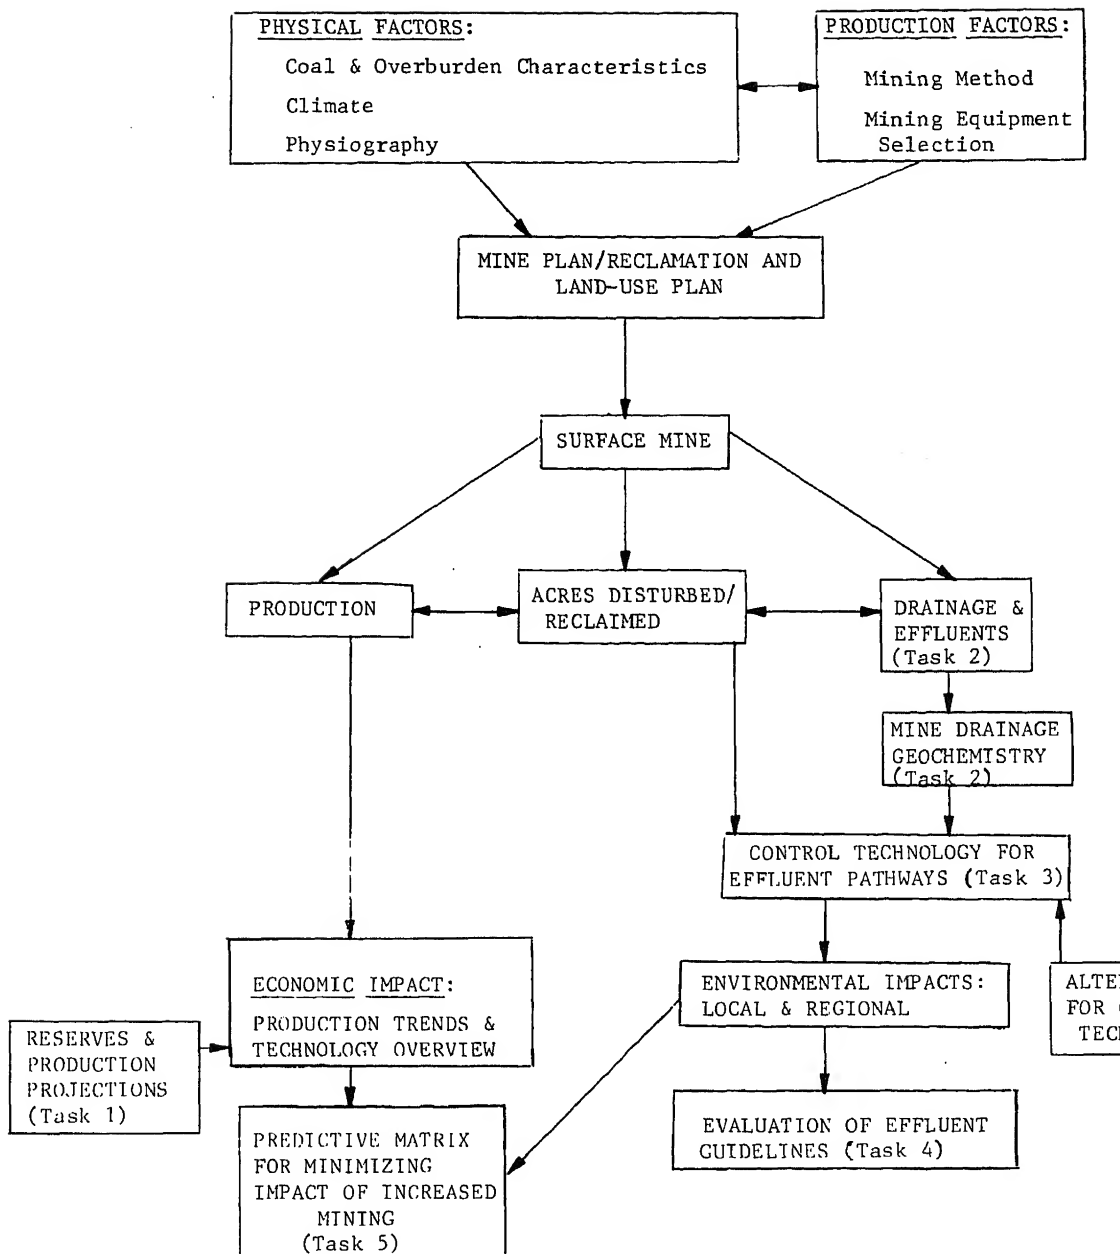 PHYSICAL FACTORS:
Coal & Overburden Characteristics
Climate
Physiography
PRODUCTION FACTORS:
Mining Method
Mining Equipment
Selection
MINE PLAN/RECLAMATION AND
LAND-USE PLAN
SURFACE MINE
PRODUCTION
ACRES DISTURBED/
RECLAIMED
DRAINAGE &
EFFLUENTS
(Task 2)
MINE DRAINAGE
GEOCHEMISTRY
(Task 2)
CONTROL TECHNOLOGY FOR
EFFLUENT PATHWAYS (Task 3)
ECONOMIC IMPACT:
PRODUCTION TRENDS &
TECHNOLOGY OVERVIEW
ENVIRONMENTAL IMPACTS:
LOCAL & REGIONAL
FOR
RESERVES &
PRODUCTION
PROJECTIONS
(Task 1)
PREDICTIVE MATRIX
FOR MINIMIZING
IMPACT OF INCREASED
MINING
(Task 5)
EVALUATION OF EFFLUENT
GUIDELINES (Task 4)